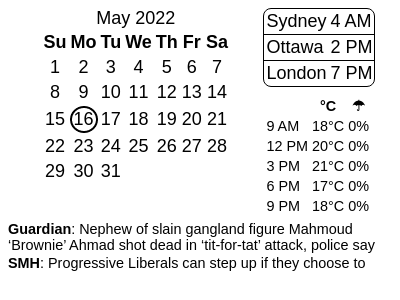 May 2022
Su Mo Tu We Th Fr Sa
1 2 3 4 5 6 7
8 9 10 11 12 13 14
15 16 17 18 19 20 21
22 23 24 25 26 27 28
29 30 31
Sydney 4 AM
Ottawa 2 PM
London 7 PM
°C ☂
9 AM 18°C 0%
12 PM 20°C 0%
3 PM 21°C 0%
6 PM 17°C 0%
9 PM 18°C 0%
Guardian: Nephew of slain gangland figure Mahmoud
‘Brownie’ Ahmad shot dead in ‘tit-for-tat’ attack, police say
SMH: Progressive Liberals can step up if they choose to